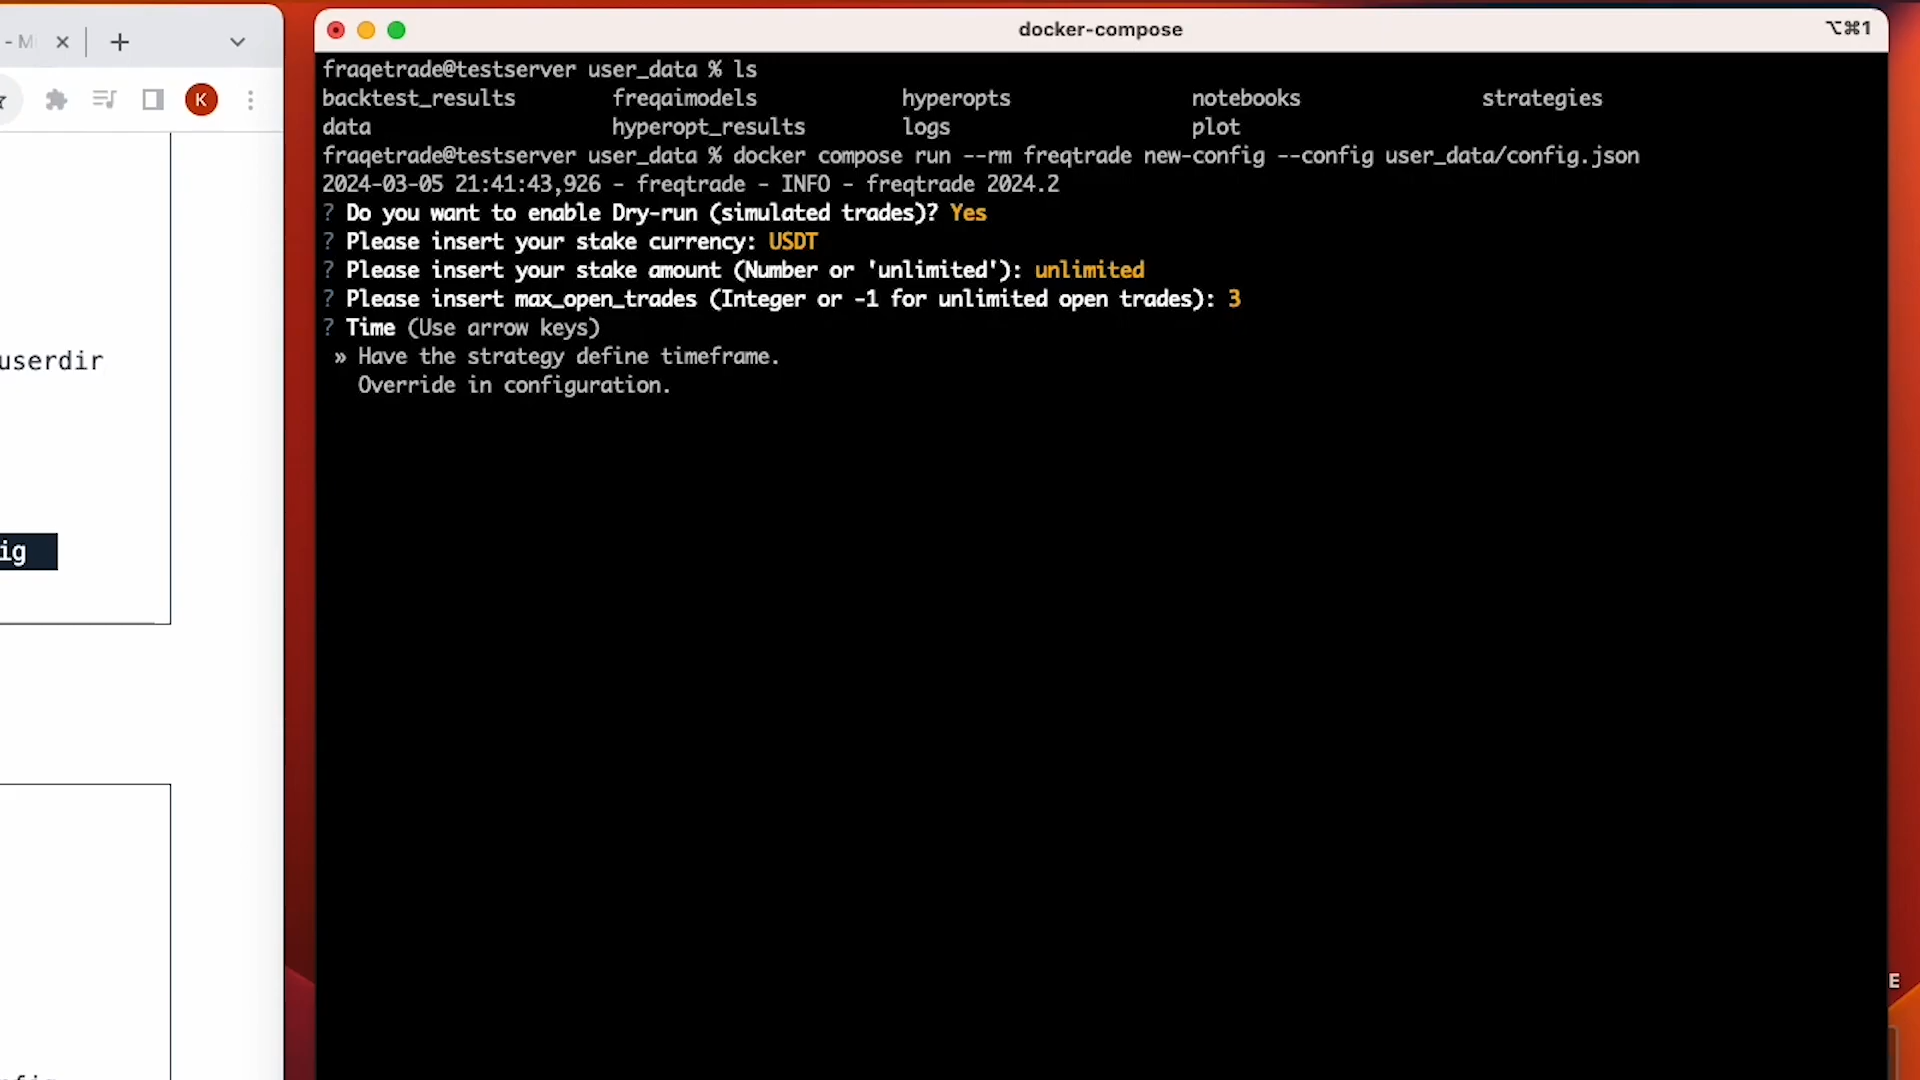 docker-compose
⌥⌘1
fraqetrade@testserver user_data % ls
backtest_results freqaimodels hyperopts notebooks strategies
data hyperopt_results logs plot
fraqetrade@testserver user_data % docker compose run --rm freqtrade new-config --config user_data/config.json
2024-03-05 21:41:43,926 - freqtrade - INFO - freqtrade 2024.2
? Do you want to enable Dry-run (simulated trades)? Yes
? Please insert your stake currency: USDT
? Please insert your stake amount (Number or 'unlimited'): unlimited
? Please insert max_open_trades (Integer or -1 for unlimited open trades): 3
? Time (Use arrow keys)
» Have the strategy define timeframe.
Override in configuration.
K
userdir
ig
E